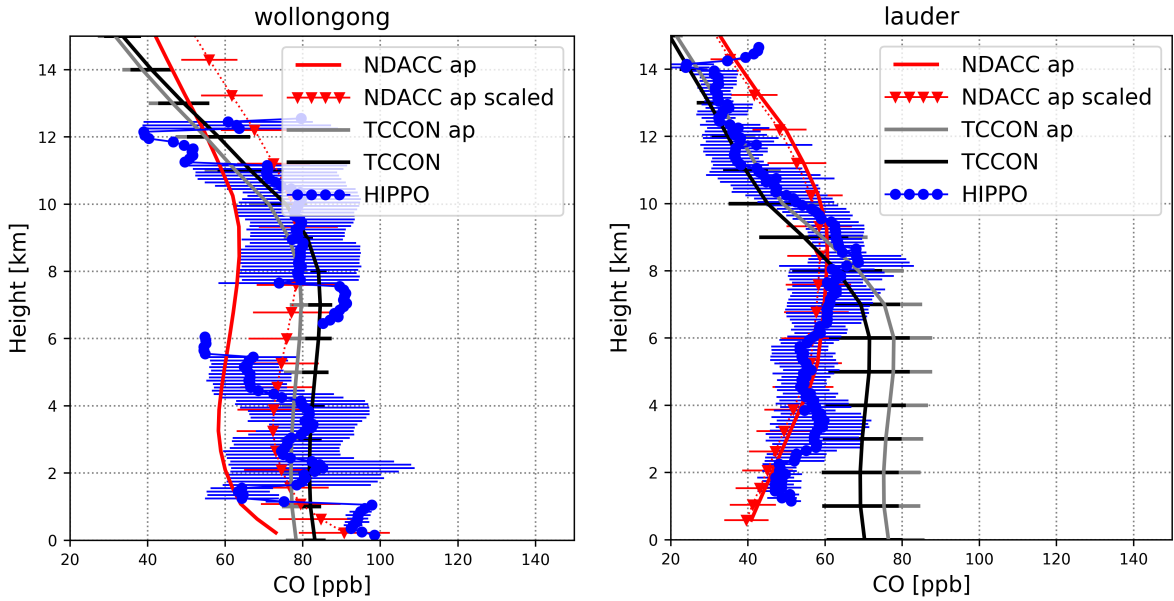 wollongong
NDACC ap
NDACC ap scaled
TCCON ap
TCCON
HIPPO
14
12
10
8
6
4
2
0
20 40 60 80 100 120 140
Height [km]
CO [ppb]
lauder
NDACC ap
NDACC ap scaled
TCCON ap
TCCON
HIPPO
14
12
10
8
6
4
2
0
20 40 60 80 100 120 140
Height [km]
CO [ppb]